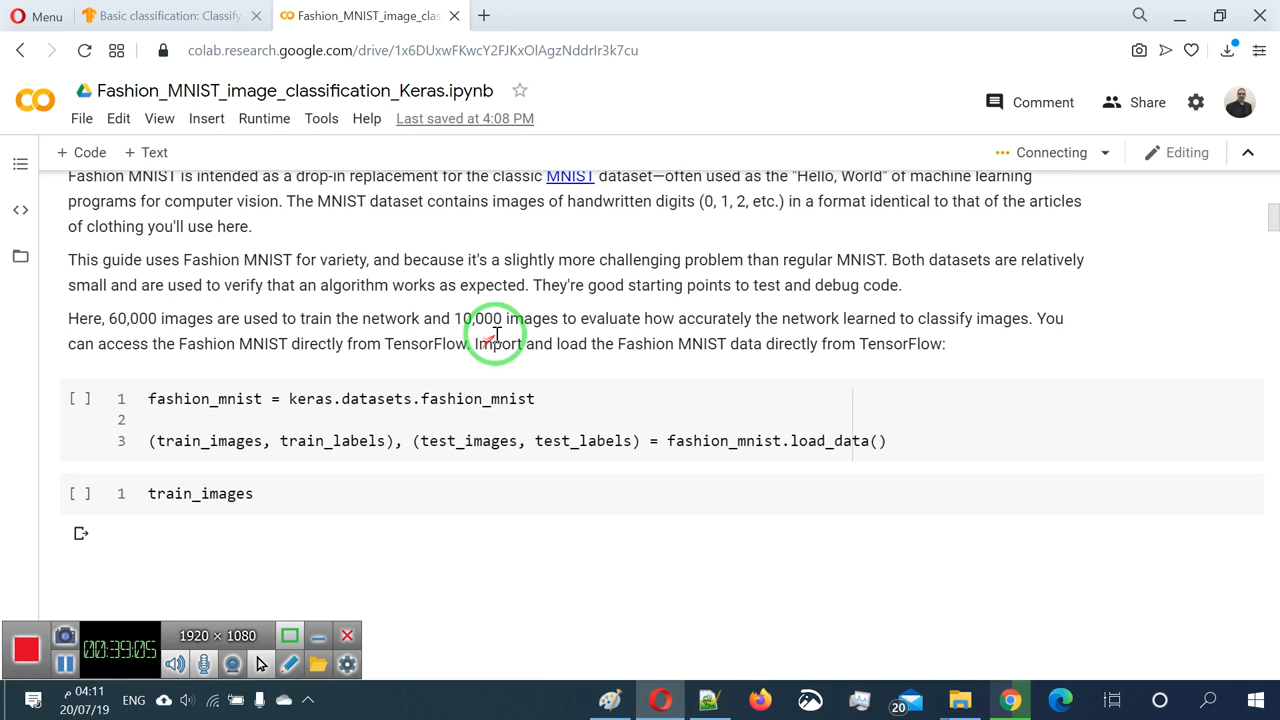 Menu
Basic classification: Classify
Fashion_MNIST_image_clas
colab.research.google.com/drive/1x6DUxwFKwcY2FJKxOlAgzNddrIr3k7cu
Fashion_MNIST_image_classification_Keras.ipynb
Comment
Share
File Edit View Insert Runtime Tools Help Last saved at 4:08 PM
+ Code + Text
Connecting
Editing
Fashion MNIST is intended as a drop-in replacement for the classic MNIST dataset—often used as the "Hello, World" of machine learning
programs for computer vision. The MNIST dataset contains images of handwritten digits (0, 1, 2, etc.) in a format identical to that of the articles
of clothing you'll use here.
This guide uses Fashion MNIST for variety, and because it's a slightly more challenging problem than regular MNIST. Both datasets are relatively
small and are used to verify that an algorithm works as expected. They're good starting points to test and debug code.
Here, 60,000 images are used to train the network and 10,000 images to evaluate how accurately the network learned to classify images. You
can access the Fashion MNIST directly from TensorFlow. Import and load the Fashion MNIST data directly from TensorFlow:
[ ] 1 fashion_mnist = keras.datasets.fashion_mnist
2
3 (train_images, train_labels), (test_images, test_labels) = fashion_mnist.load_data()
[ ] 1 train_images
00:39:05
1920 × 1080
ENG
04:11 م
20/07/19
20